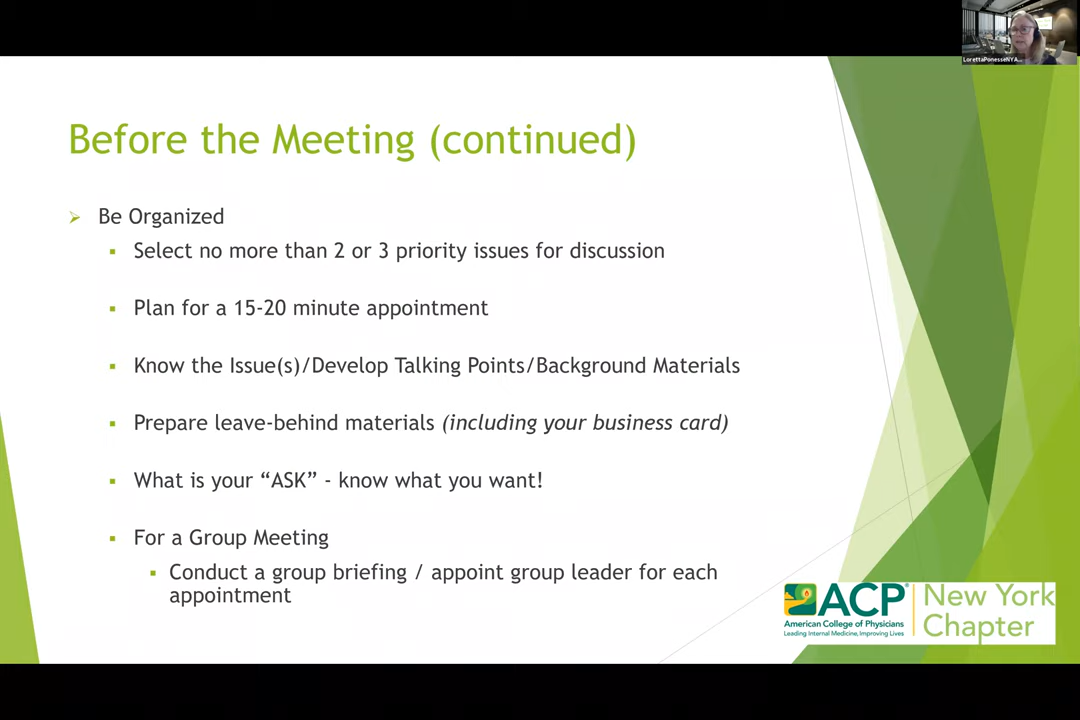 LorettaPonesseNYA...
Before the Meeting (continued)
Be Organized
Select no more than 2 or 3 priority issues for discussion
Plan for a 15-20 minute appointment
Know the Issue(s)/Develop Talking Points/Background Materials
Prepare leave-behind materials (including your business card)
What is your “ASK” - know what you want!
For a Group Meeting
Conduct a group briefing / appoint group leader for each
appointment
ACP®
American College of Physicians
Leading Internal Medicine, Improving Lives
New York
Chapter